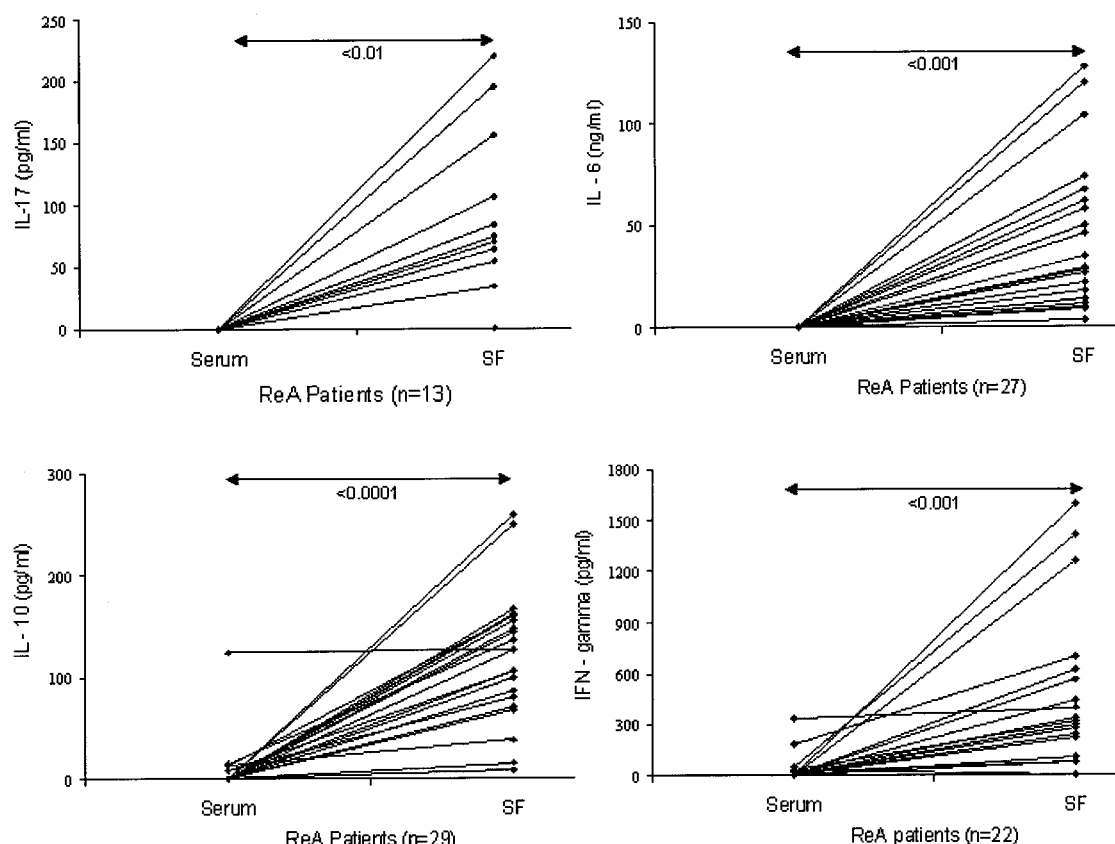 250
200
150
100
50
0
IL-17 (pg/ml)
<0.01
Serum
SF
ReA Patients (n=13)
150
100
50
0
IL - 6 (ng/ml)
<0.001
Serum
SF
ReA Patients (n=27)
300
200
100
0
IL- 10 (pg/ml)
<0.0001
Serum
SF
ReA Patients (n=29)
1800
1500
1200
900
600
300
0
IFN - gamma (pg/ml)
<0.001
Serum
SF
ReA patients (n=22)